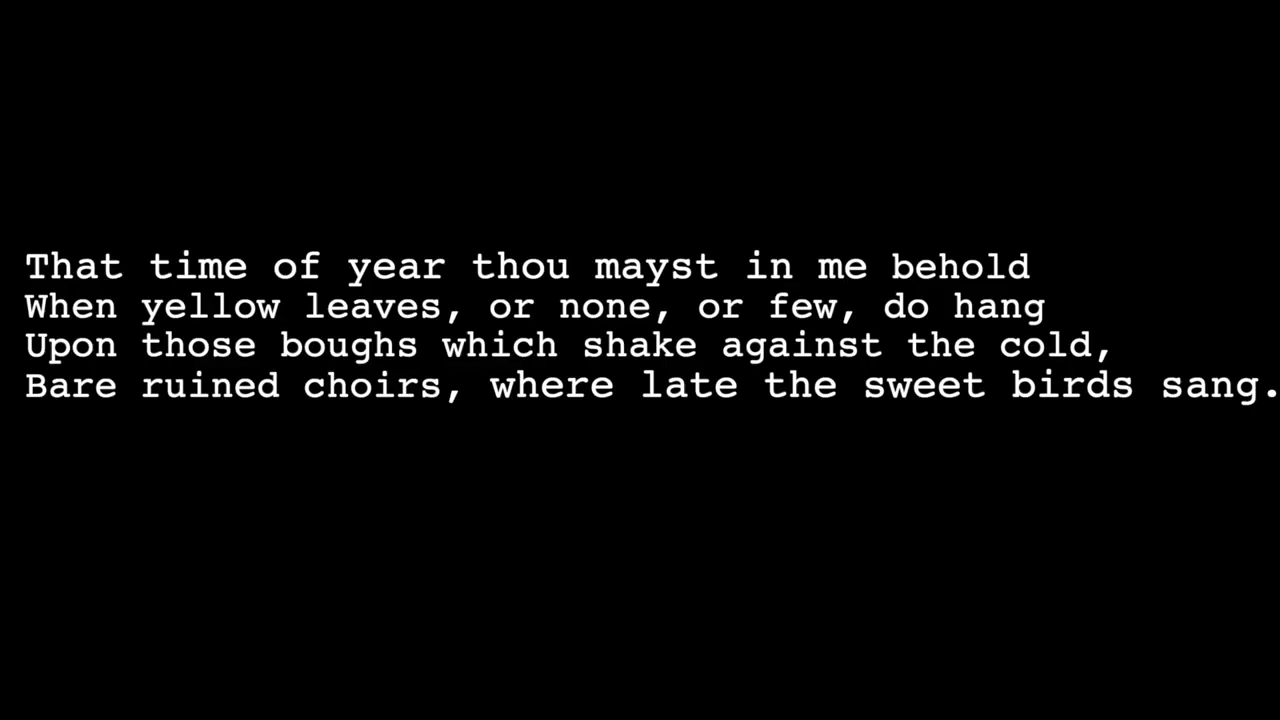 That time of year thou mayst in me behold
When yellow leaves, or none, or few, do hang
Upon those boughs which shake against the cold,
Bare ruined choirs, where late the sweet birds sang.